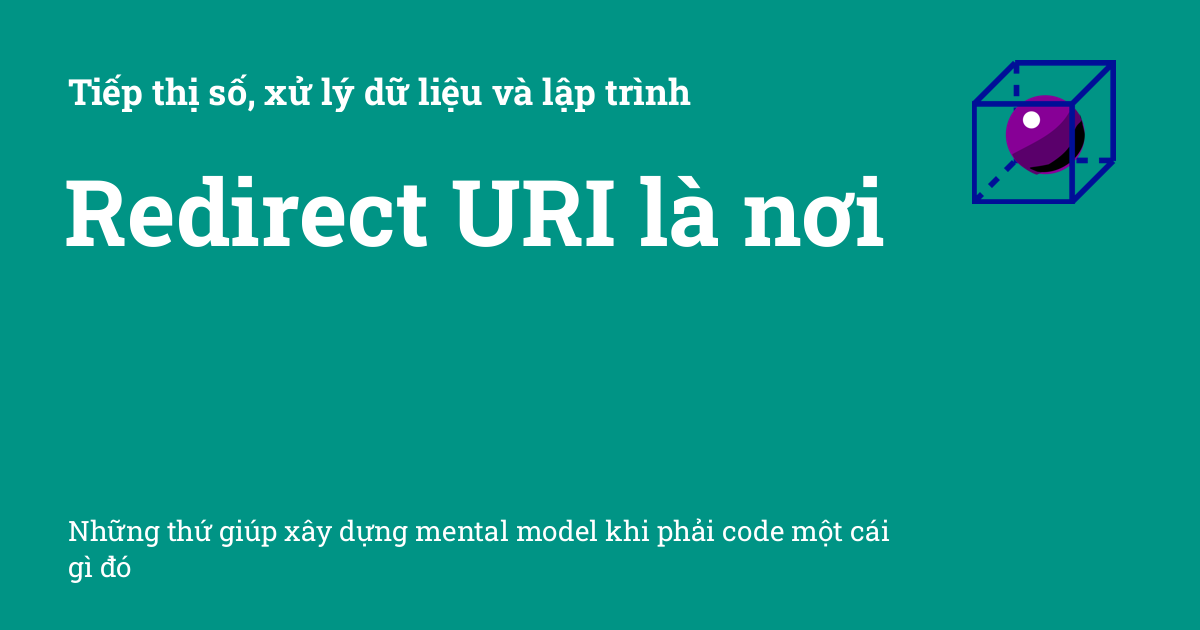 Tiếp thị số, xử lý dữ liệu và lập trình
Redirect URI là nơi
Những thứ giúp xây dựng mental model khi phải code một cái
gì đó